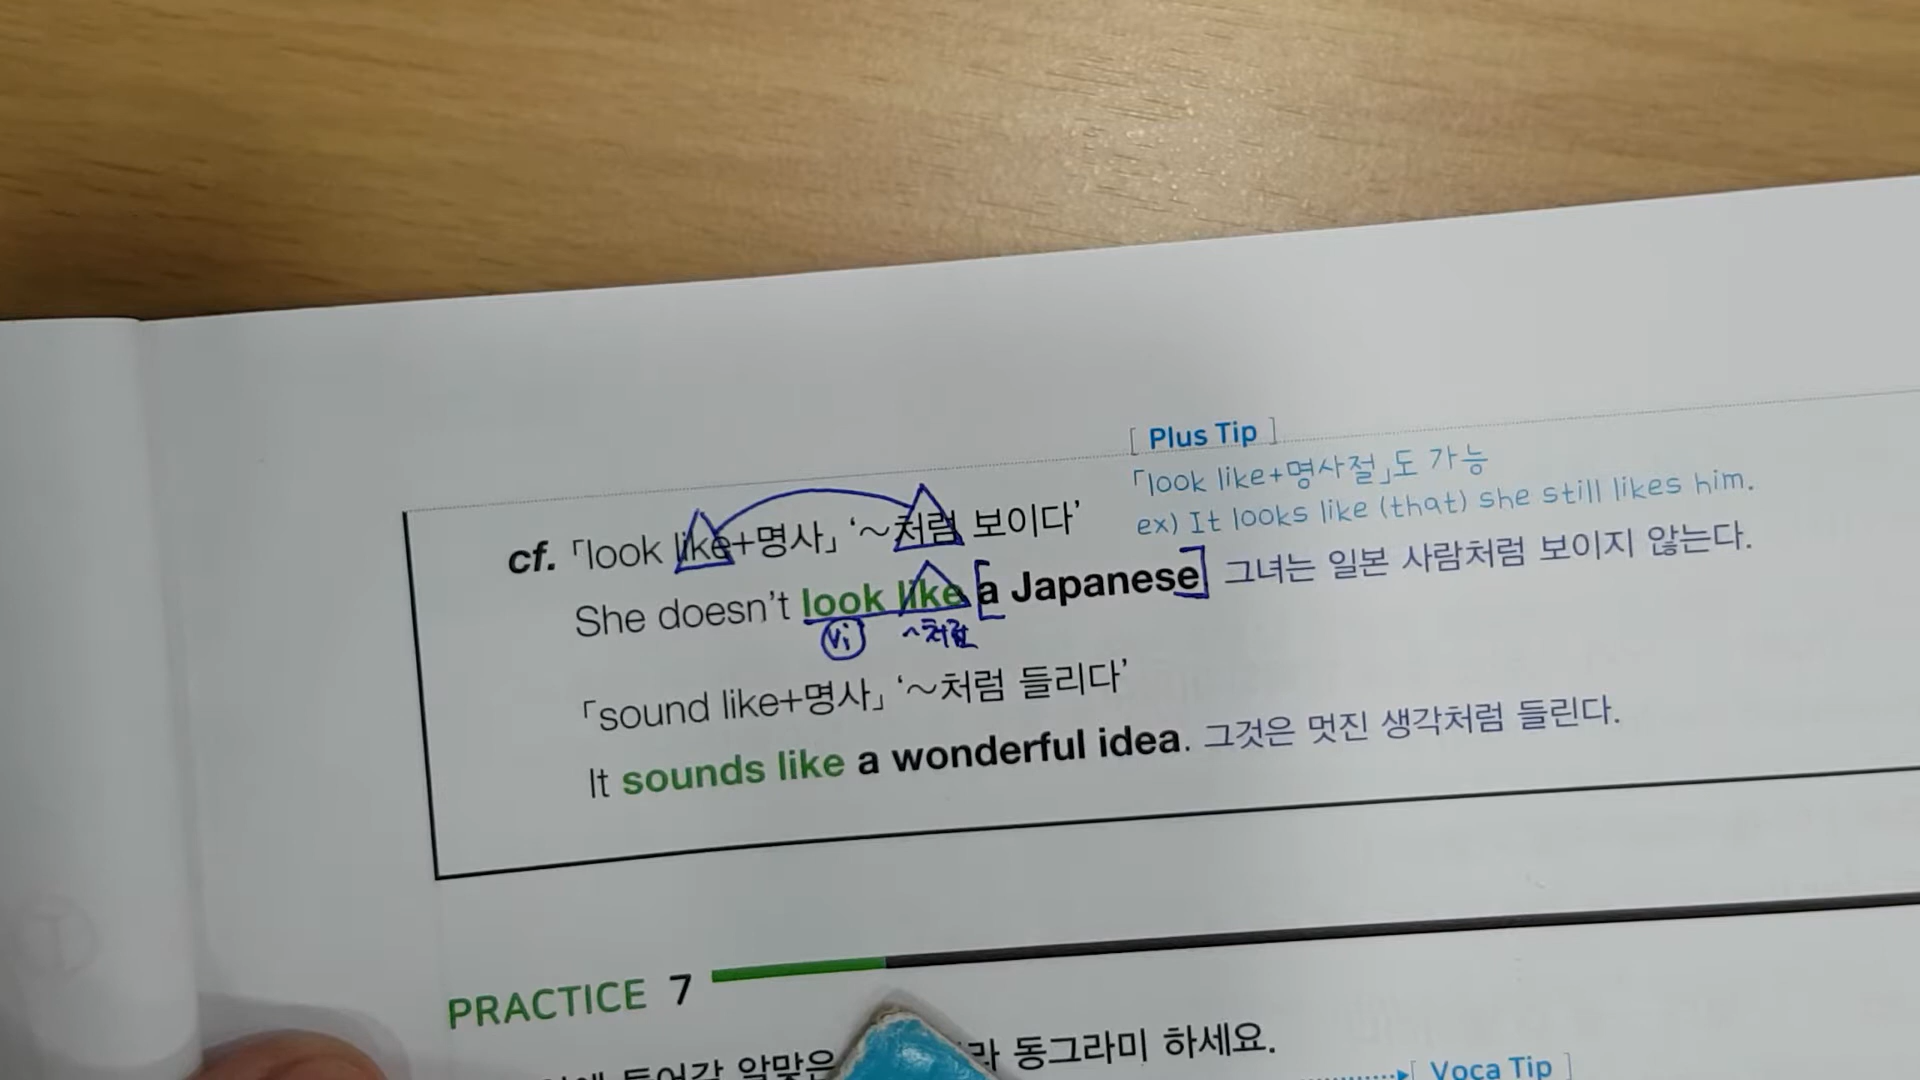 [ Plus Tip ]
「look like+명사절」도 가능
ex) It looks like (that) she still likes him.
cf. 「look like+명사」 ‘~처럼 보이다’
She doesn't look like a Japanese 그녀는 일본 사람처럼 보이지 않는다.
vi ~처럼
「sound like+명사」 ‘~처럼 들리다’
It sounds like a wonderful idea. 그것은 멋진 생각처럼 들린다.
PRACTICE 7
알맞은 동그라미 하세요.
[ Voca Tip ]